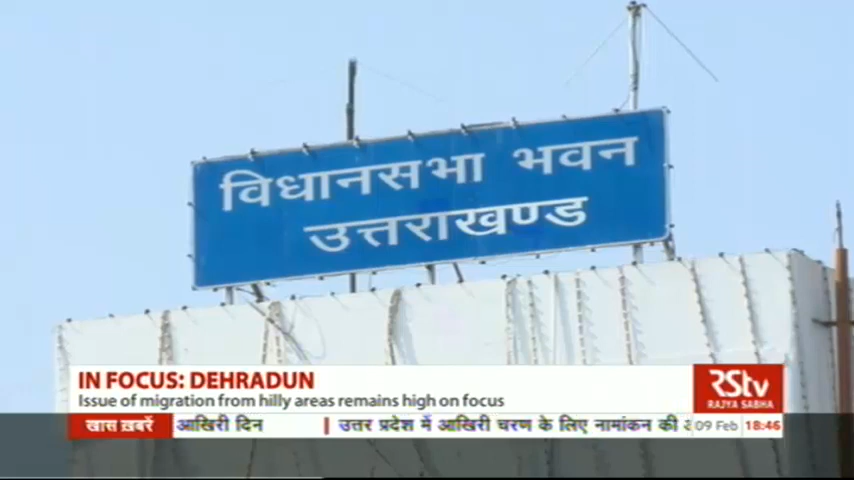 विधानसभा भवन
उत्तराखण्ड
IN FOCUS: DEHRADUN
Issue of migration from hilly areas remains high on focus
RStv
RAJYA SABHA
खास ख़बरें
आखिरी दिन
उत्तर प्रदेश में आखिरी चरण के लिए नामांकन की
09 Feb
18:46